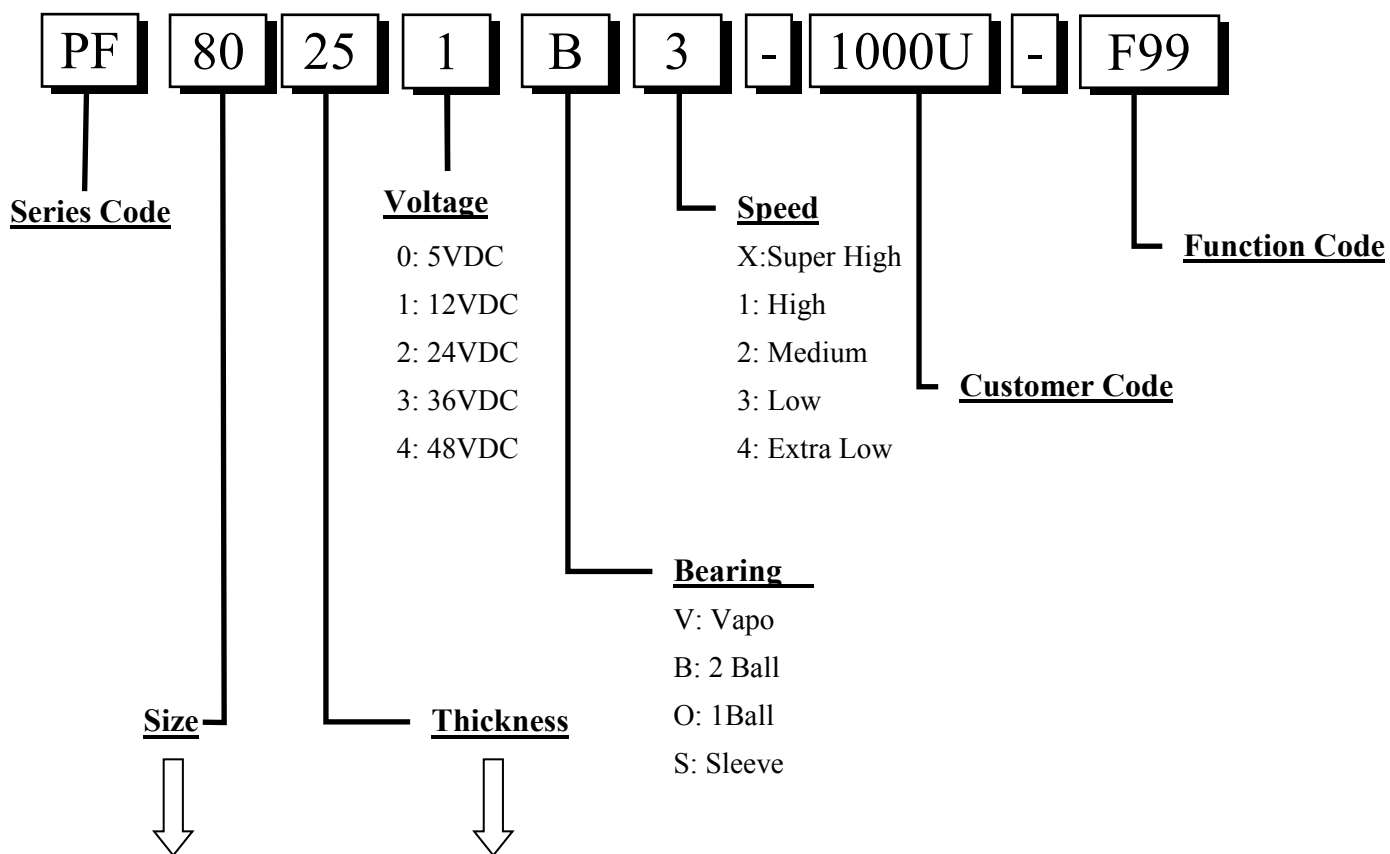 PF 80 25 1 B 3 - 1000U - F99
Series Code
Voltage
0: 5VDC
1: 12VDC
2: 24VDC
3: 36VDC
4: 48VDC
Speed
X:Super High
1: High
2: Medium
3: Low
4: Extra Low
Function Code
Customer Code
Bearing
V: Vapo
B: 2 Ball
O: 1Ball
S: Sleeve
Size
Thickness